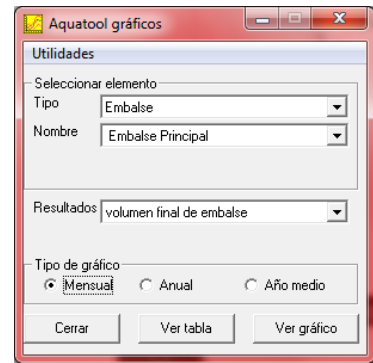 Aquatool gráficos
Utilidades
Seleccionar elemento
Tipo Embalse
Nombre Embalse Principal
Resultados volumen final de embalse
Tipo de gráfico
Mensual Anual Año medio
Cerrar Ver tabla Ver gráfico